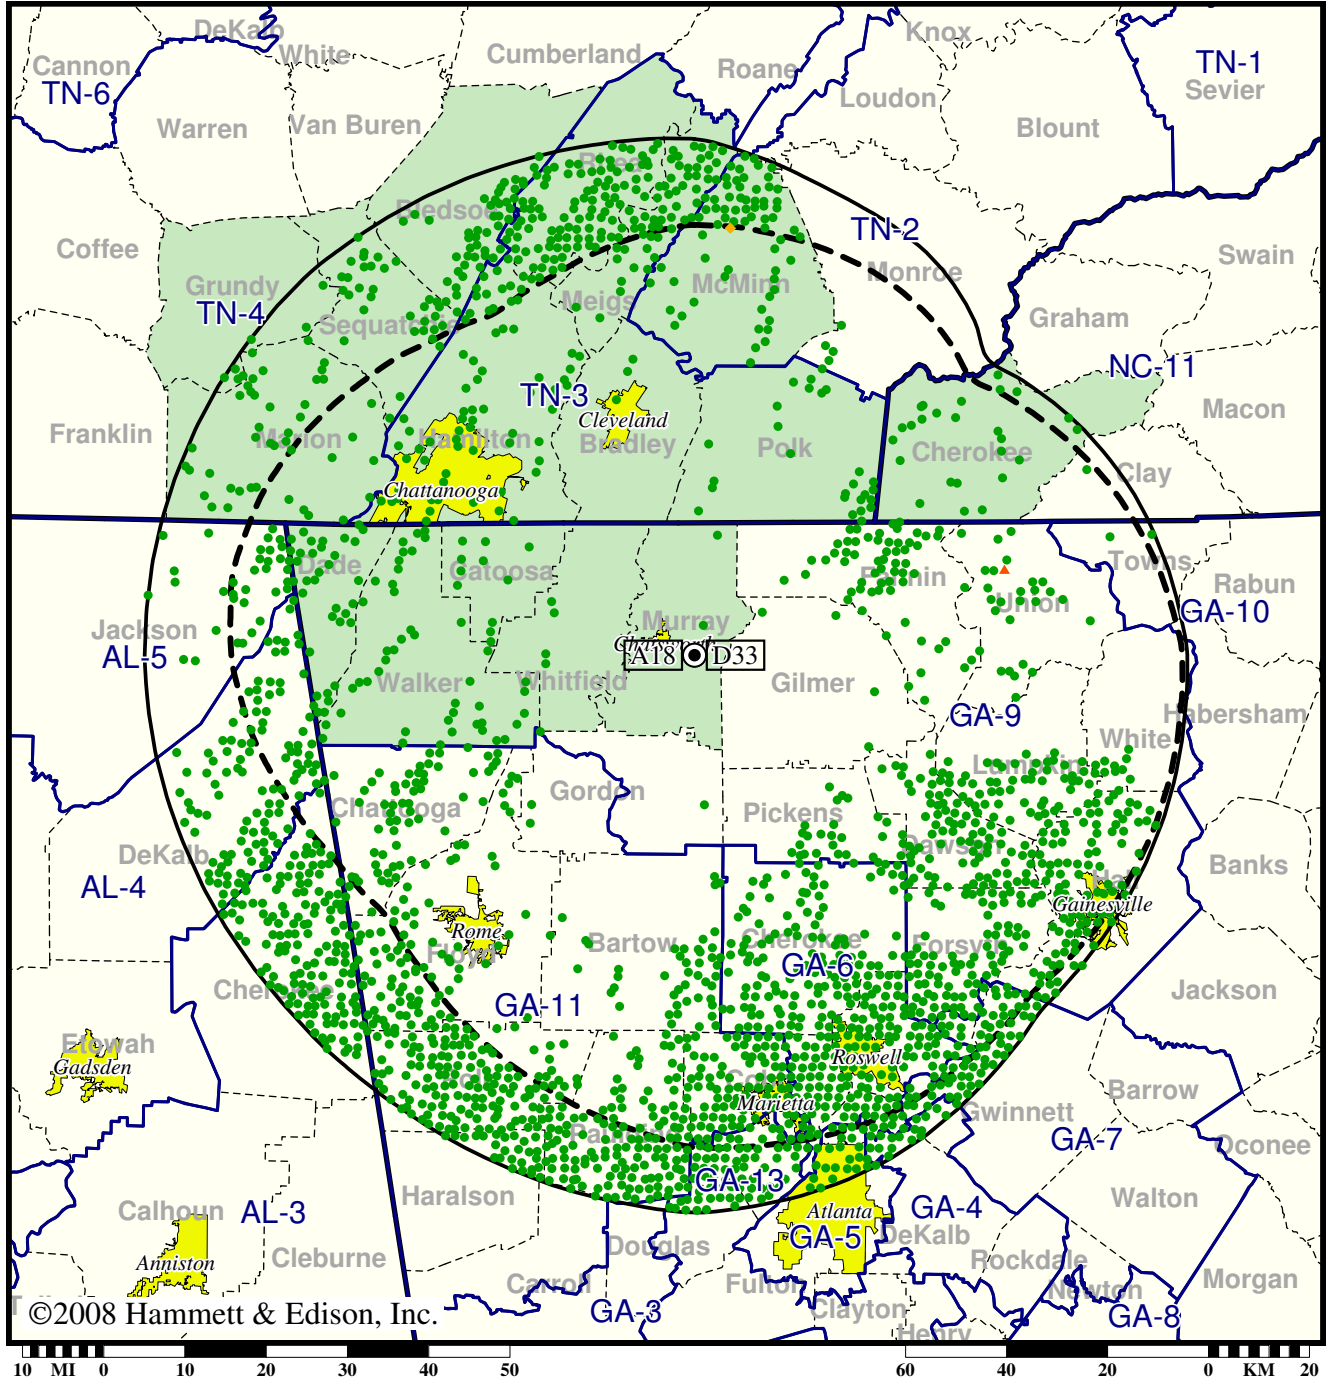 DeKalb
White
Cumberland
Knox
Cannon
TN-6
Roane
TN-1
Sevier
Loudon
Warren
Van Buren
Blount
Rhea
Bledsoe
TN-2
Coffee
Swain
Monroe
Grundy
McMinn
TN-4
Meigs
Sequatchie
Graham
NC-11
TN-3
Macon
Cleveland
Franklin
Marion
Hamilton
Bradley
Polk
Cherokee
Clay
Chattanooga
Dade
Catoosa
Fannin
Towns
Rabun
Union
GA-10
Murray
Jackson
AL-5
Chatsworth
A18
D33
Walker
Whitfield
Gilmer
GA-9
Habersham
White
Lumpkin
Gordon
Chattooga
Pickens
DeKalb
Dawson
Banks
AL-4
Hall
Gainesville
Rome
Floyd
Bartow
Cherokee
Forsyth
GA-6
Cherokee
GA-11
Jackson
Etowah
Gadsden
Roswell
Polk
Cobb
Marietta
Barrow
Gwinnett
GA-7
Paulding
Oconee
GA-13
Haralson
Walton
Calhoun
AL-3
Atlanta
GA-5
GA-4
DeKalb
Cleburne
Douglas
Anniston
Rockdale
Carroll
Fulton
Newton
Morgan
GA-3
Clayton
GA-8
Henry
©2008 Hammett & Edison, Inc.
10 MI 0 10 20 30 40 50
60 40 20 0 KM 20